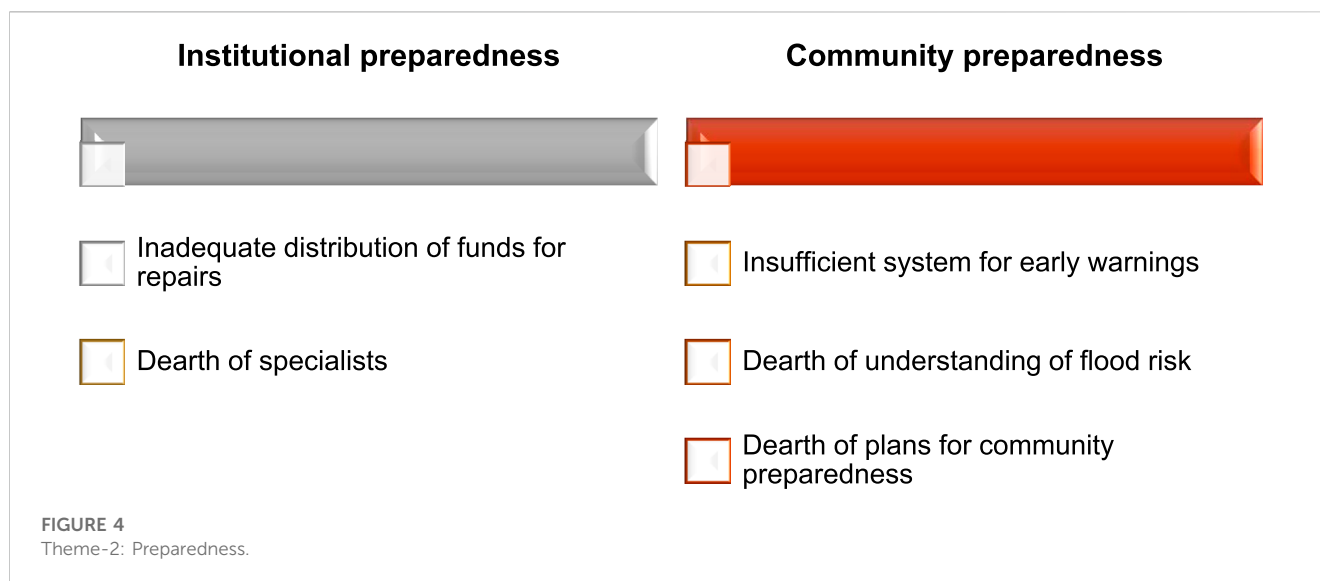 Institutional preparedness
Inadequate distribution of funds for
repairs
Dearth of specialists
Community preparedness
Insufficient system for early warnings
Dearth of understanding of flood risk
Dearth of plans for community
preparedness
FIGURE 4
Theme-2: Preparedness.